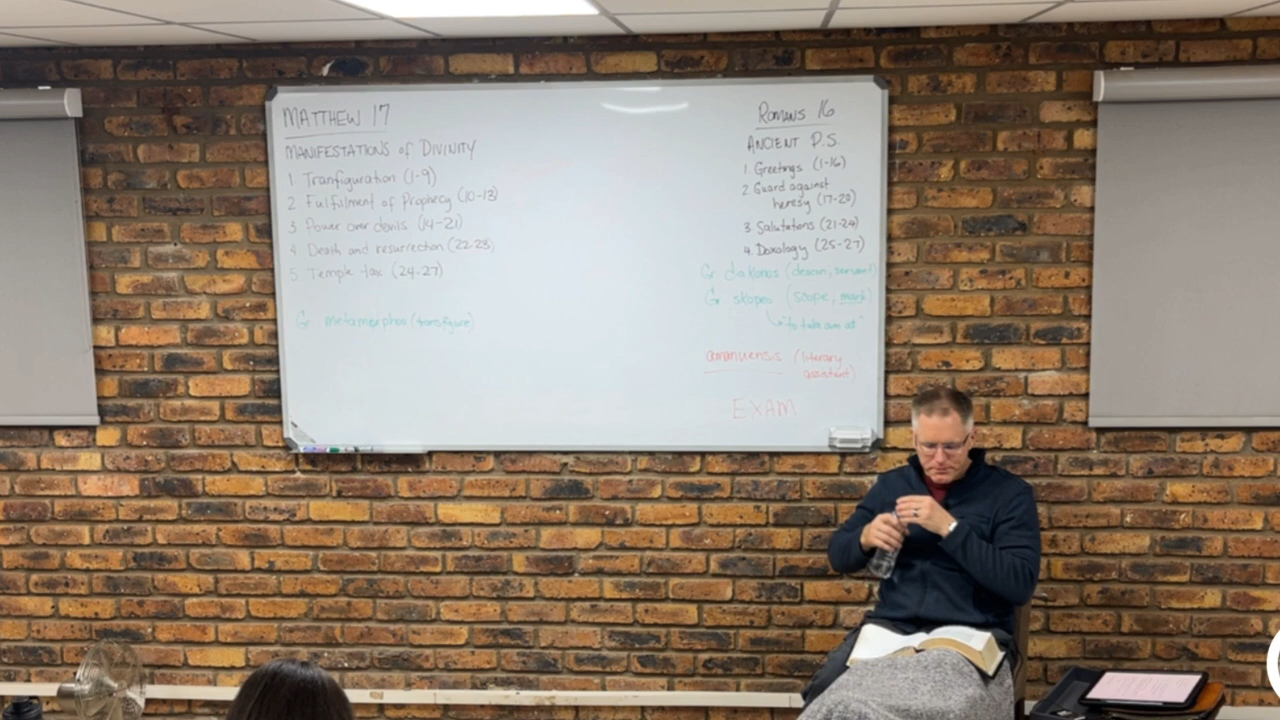 MATTHEW 17
MANIFESTATIONS of DIVINITY
1. Tranfiguration (1-9)
2. Fulfilment of Prophecy (10-13)
3. Power over devils (14-21)
4. Death and resurrection (22-23)
5. Temple tax (24-27)
Gr metamorphos (transfigure)
Romans 16
ANCIENT P.S.
1. Greetings (1-16)
2. Guard against
heresy (17-20)
3. Salutations (21-24)
4. Doxology (25-27)
Gr diakonos (deacon, servant)
Gr skopeo (scope, mark)
"to take aim at"
amanuensis (literary
assistant)
EXAM